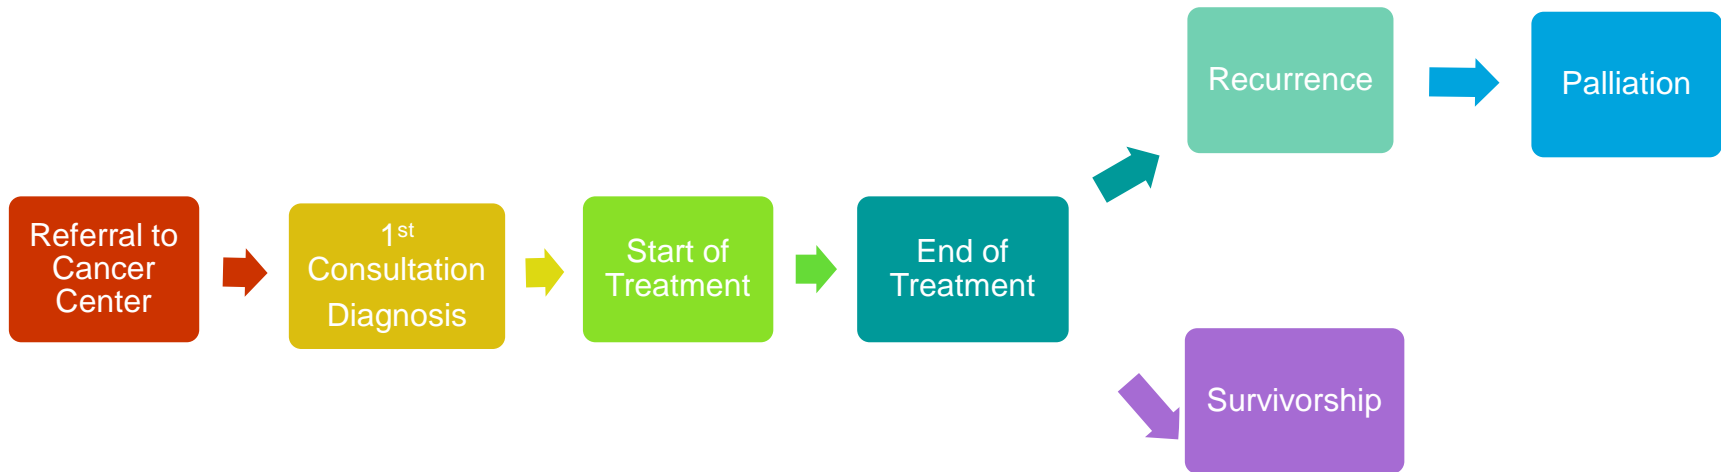 Referral to
Cancer
Center
1st
Consultation
Diagnosis
Start of
Treatment
End of
Treatment
Recurrence
Palliation
Survivorship